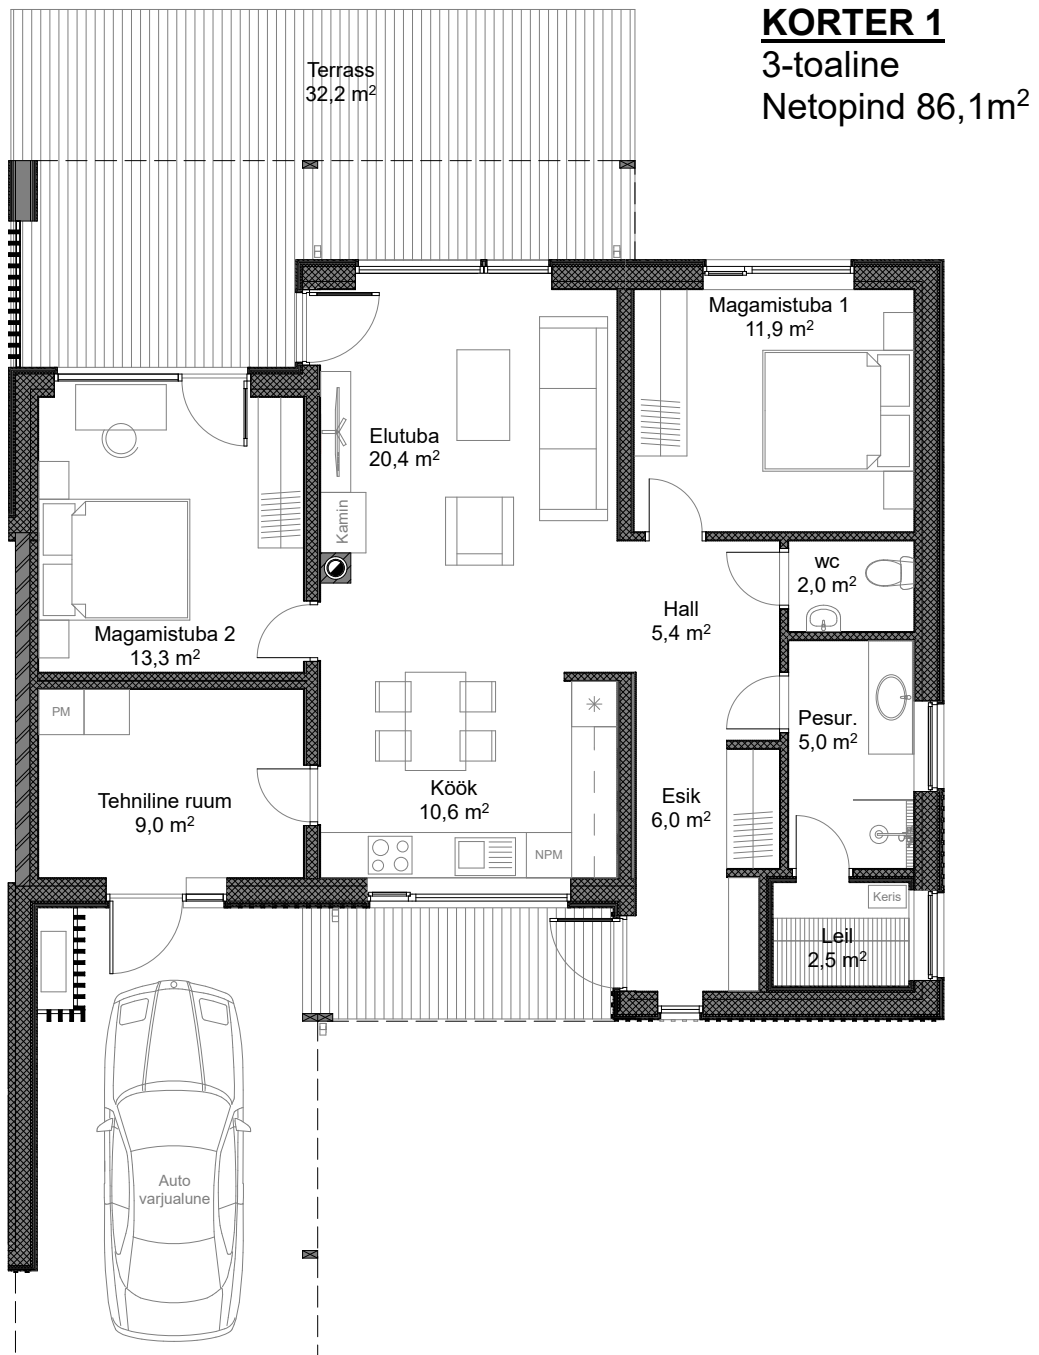 KORTER 1
3-toaline
Netopind 86,1m²
Terrass
32,2 m²
Magamistuba 1
11,9 m²
Elutuba
20,4 m²
Kamin
wc
2,0 m²
Hall
5,4 m²
Magamistuba 2
13,3 m²
PM
Pesur.
5,0 m²
Tehniline ruum
9,0 m²
Köök
10,6 m²
Esik
6,0 m²
NPM
Keris
Leil
2,5 m²
Auto
varjualune